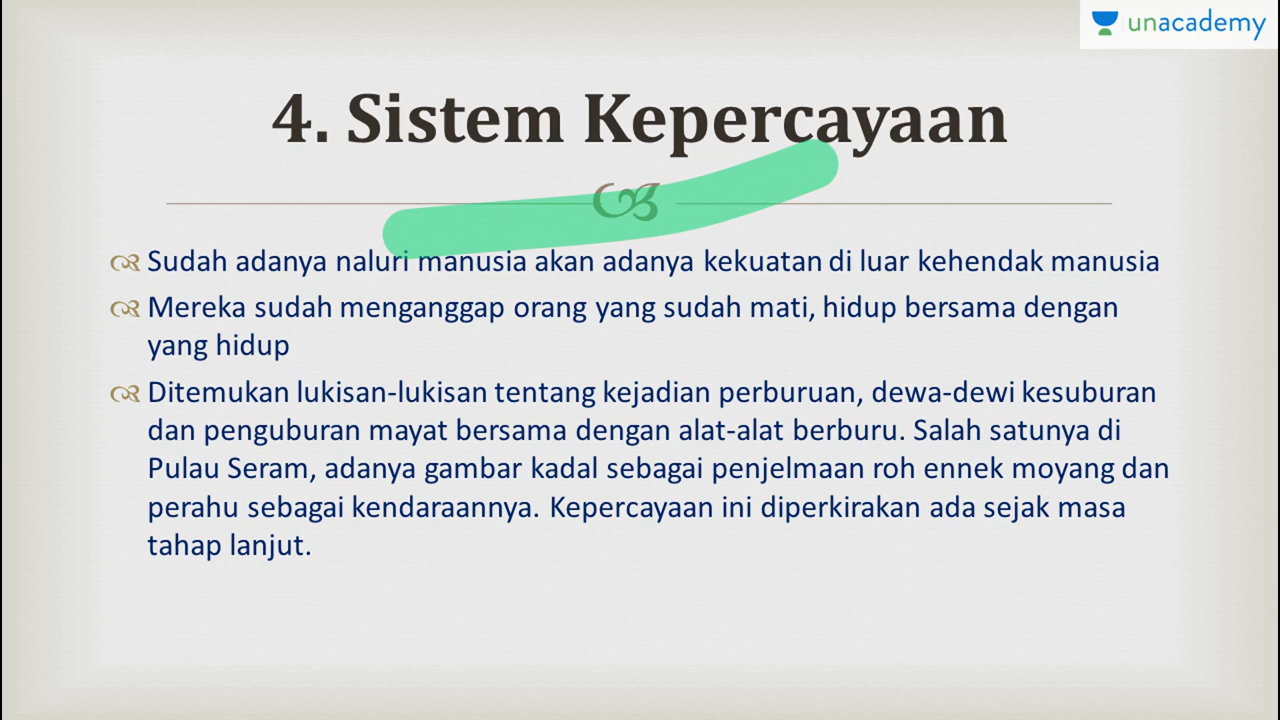 unacademy
4. Sistem Kepercayaan
Sudah adanya naluri manusia akan adanya kekuatan di luar kehendak manusia
Mereka sudah menganggap orang yang sudah mati, hidup bersama dengan
yang hidup
Ditemukan lukisan-lukisan tentang kejadian perburuan, dewa-dewi kesuburan
dan penguburan mayat bersama dengan alat-alat berburu. Salah satunya di
Pulau Seram, adanya gambar kadal sebagai penjelmaan roh ennek moyang dan
perahu sebagai kendaraannya. Kepercayaan ini diperkirakan ada sejak masa
tahap lanjut.